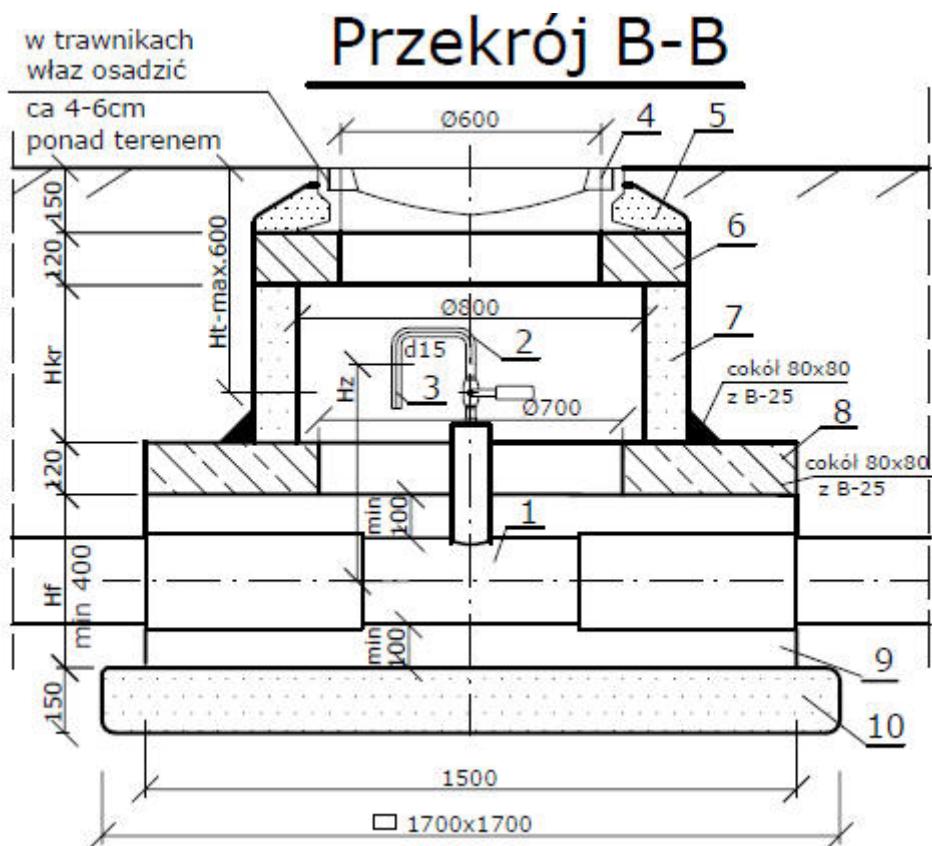 Przekrój B-B
w trawnikach
właz osadzić
ca 4-6cm
ponad terenem
Ø600
4
5
150
120
Ht-max.600
6
Ø800
7
Hkr
2
d15
Hz
3
Ø700
cokół 80x80
z B-25
8
120
cokół 80x80
z B-25
min
100
1
Hf
min 400
min
100
9
150
10
1500
1700x1700